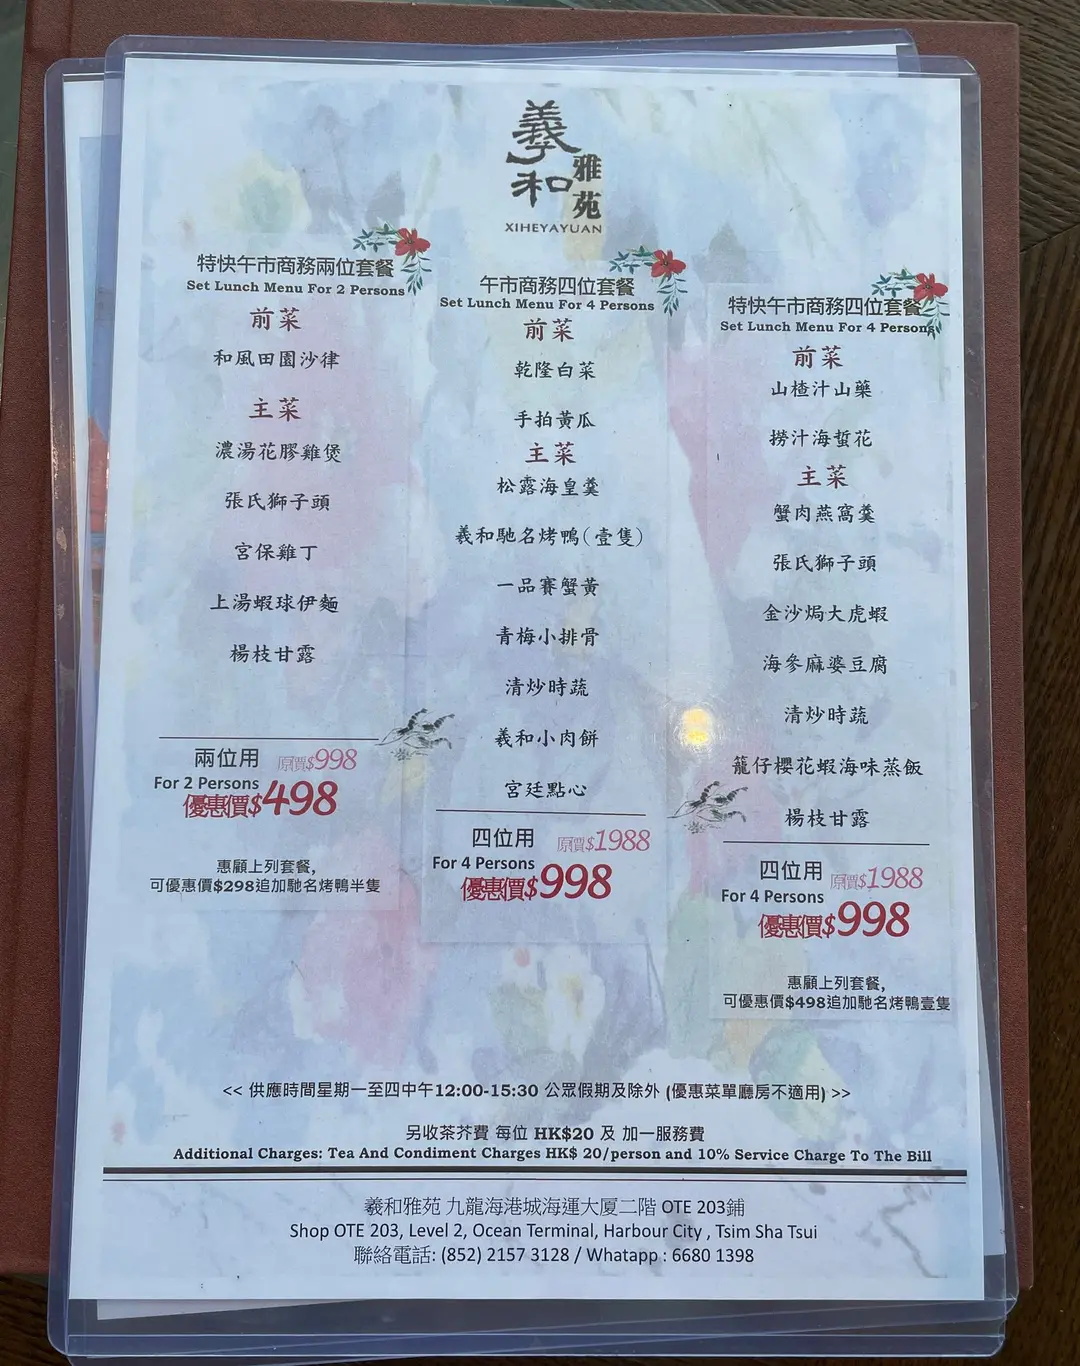 羲和
雅苑
XIHEYAYUAN
特快午市商務兩位套餐
Set Lunch Menu For 2 Persons
前菜
和風田園沙律
主菜
濃湯花膠雞煲
張氏獅子頭
宮保雞丁
上湯蝦球伊麵
楊枝甘露
兩位用 原價$998
For 2 Persons
優惠價$498
惠顧上列套餐,
可優惠價$298追加馳名烤鴨半隻
午市商務四位套餐
Set Lunch Menu For 4 Persons
前菜
乾隆白菜
手拍黃瓜
主菜
松露海皇羹
羲和馳名烤鴨(壹隻)
一品賽蟹黃
青梅小排骨
清炒時蔬
羲和小肉餅
宮廷點心
四位用 原價$1988
For 4 Persons
優惠價$998
特快午市商務四位套餐
Set Lunch Menu For 4 Persons
前菜
山楂汁山藥
撈汁海蜇花
主菜
蟹肉燕窩羹
張氏獅子頭
金沙焗大虎蝦
海參麻婆豆腐
清炒時蔬
籠仔櫻花蝦海味蒸飯
楊枝甘露
四位用 原價$1988
For 4 Persons
優惠價$998
惠顧上列套餐,
可優惠價$498追加馳名烤鴨壹隻
<< 供應時間星期一至四中午12:00-15:30 公眾假期及除外 (優惠菜單廳房不適用) >>
另收茶芥費 每位 HK$20 及 加一服務費
Additional Charges: Tea And Condiment Charges HK$ 20/person and 10% Service Charge To The Bill
羲和雅苑 九龍海港城海運大厦二階 OTE 203鋪
Shop OTE 203, Level 2, Ocean Terminal, Harbour City , Tsim Sha Tsui
聯絡電話: (852) 2157 3128 / Whatapp : 6680 1398